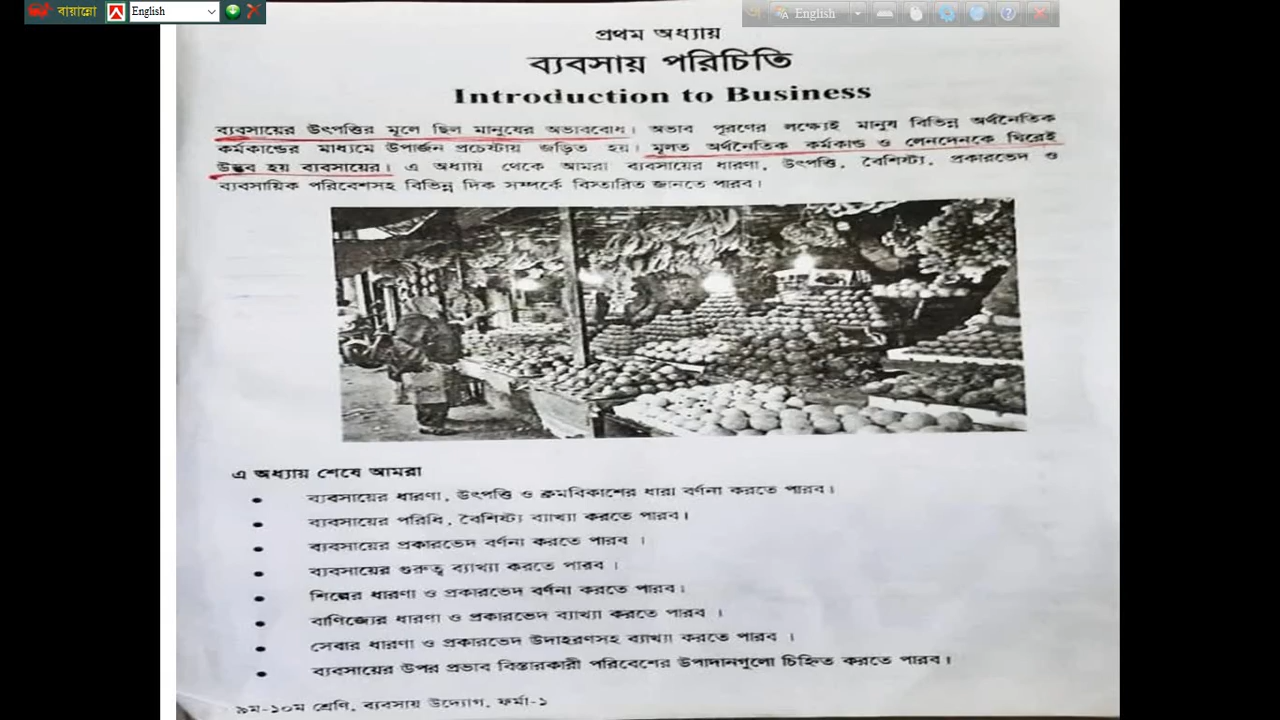 বায়ান্নো
English
English
প্রথম অধ্যায়
ব্যবসায় পরিচিতি
Introduction to Business
ব্যবসায়ের উৎপত্তির মূলে ছিল মানুষের অভাববোধ। অভাব পূরণের লক্ষ্যেই মানুষ বিভিন্ন অর্থনৈতিক
কর্মকান্ডের মাধ্যমে উপার্জন প্রচেষ্টায় জড়িত হয়। মূলত অর্থনৈতিক কর্মকান্ড ও লেনদেনকে ঘিরেই
উদ্ভব হয় ব্যবসায়ের। এ অধ্যায় থেকে আমরা ব্যবসায়ের ধারণা, উৎপত্তি, বৈশিষ্ট্য, প্রকারভেদ ও
ব্যবসায়িক পরিবেশসহ বিভিন্ন দিক সম্পর্কে বিস্তারিত জানতে পারব।
এ অধ্যায় শেষে আমরা
• ব্যবসায়ের ধারণা, উৎপত্তি ও ক্রমবিকাশের ধারা বর্ণনা করতে পারব।
• ব্যবসায়ের পরিধি, বৈশিষ্ট্য ব্যাখ্যা করতে পারব।
• ব্যবসায়ের প্রকারভেদ বর্ণনা করতে পারব ।
• ব্যবসায়ের গুরুত্ব ব্যাখ্যা করতে পারব ।
• শিল্পের ধারণা ও প্রকারভেদ বর্ণনা করতে পারব।
• বাণিজ্যের ধারণা ও প্রকারভেদ ব্যাখ্যা করতে পারব ।
• সেবার ধারণা ও প্রকারভেদ উদাহরণসহ ব্যাখ্যা করতে পারব ।
• ব্যবসায়ের উপর প্রভাব বিস্তারকারী পরিবেশের উপাদানগুলো চিহ্নিত করতে পারব।
৯ম-১০ম শ্রেণি, ব্যবসায় উদ্যোগ, ফর্মা-১